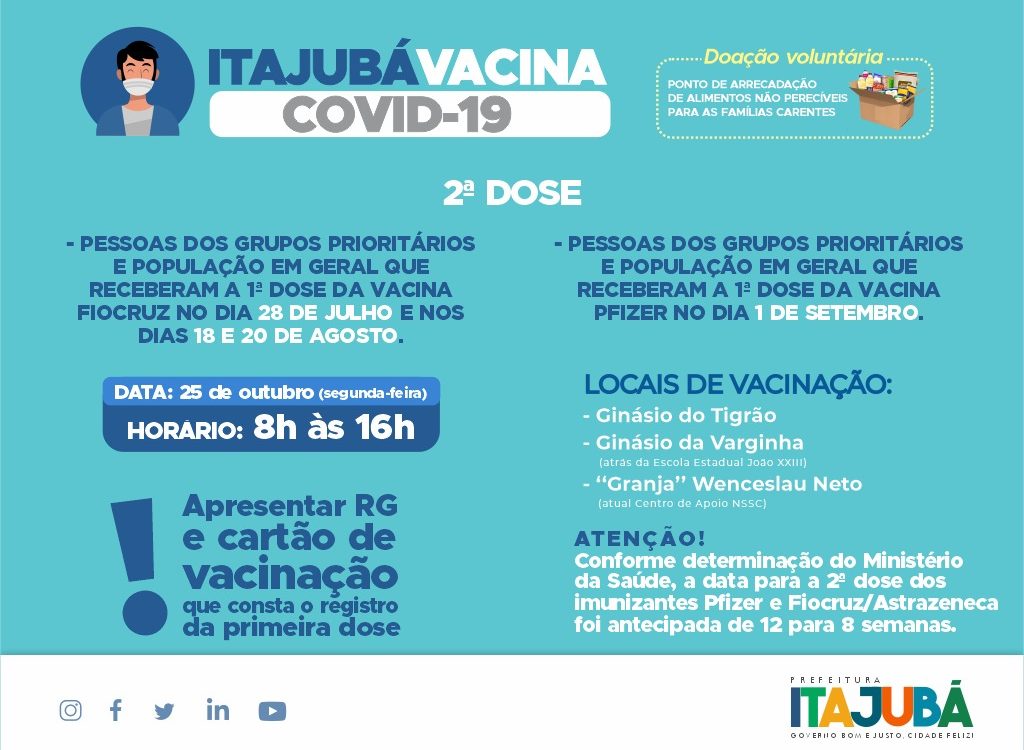 ITAJUBÁVACINA
COVID-19
Doação voluntária
PONTO DE ARRECADAÇÃO
DE ALIMENTOS NÃO PERECÍVEIS
PARA AS FAMÍLIAS CARENTES
2ª DOSE
- PESSOAS DOS GRUPOS PRIORITÁRIOS
E POPULAÇÃO EM GERAL QUE
RECEBERAM A 1ª DOSE DA VACINA
FIOCRUZ NO DIA 28 DE JULHO E NOS
DIAS 18 E 20 DE AGOSTO.
- PESSOAS DOS GRUPOS PRIORITÁRIOS
E POPULAÇÃO EM GERAL QUE
RECEBERAM A 1ª DOSE DA VACINA
PFIZER NO DIA 1 DE SETEMBRO.
DATA: 25 de outubro (segunda-feira)
HORARIO: 8h às 16h
! Apresentar RG
e cartão de
vacinação
que consta o registro
da primeira dose
LOCAIS DE VACINAÇÃO:
- Ginásio do Tigrão
- Ginásio da Varginha
(atrás da Escola Estadual João XXIII)
- “Granja” Wenceslau Neto
(atual Centro de Apoio NSSC)
ATENÇÃO!
Conforme determinação do Ministério
da Saúde, a data para a 2ª dose dos
imunizantes Pfizer e Fiocruz/Astrazeneca
foi antecipada de 12 para 8 semanas.
PREFEITURA
ITAJUBÁ
GOVERNO BOM E JUSTO, CIDADE FELIZ!